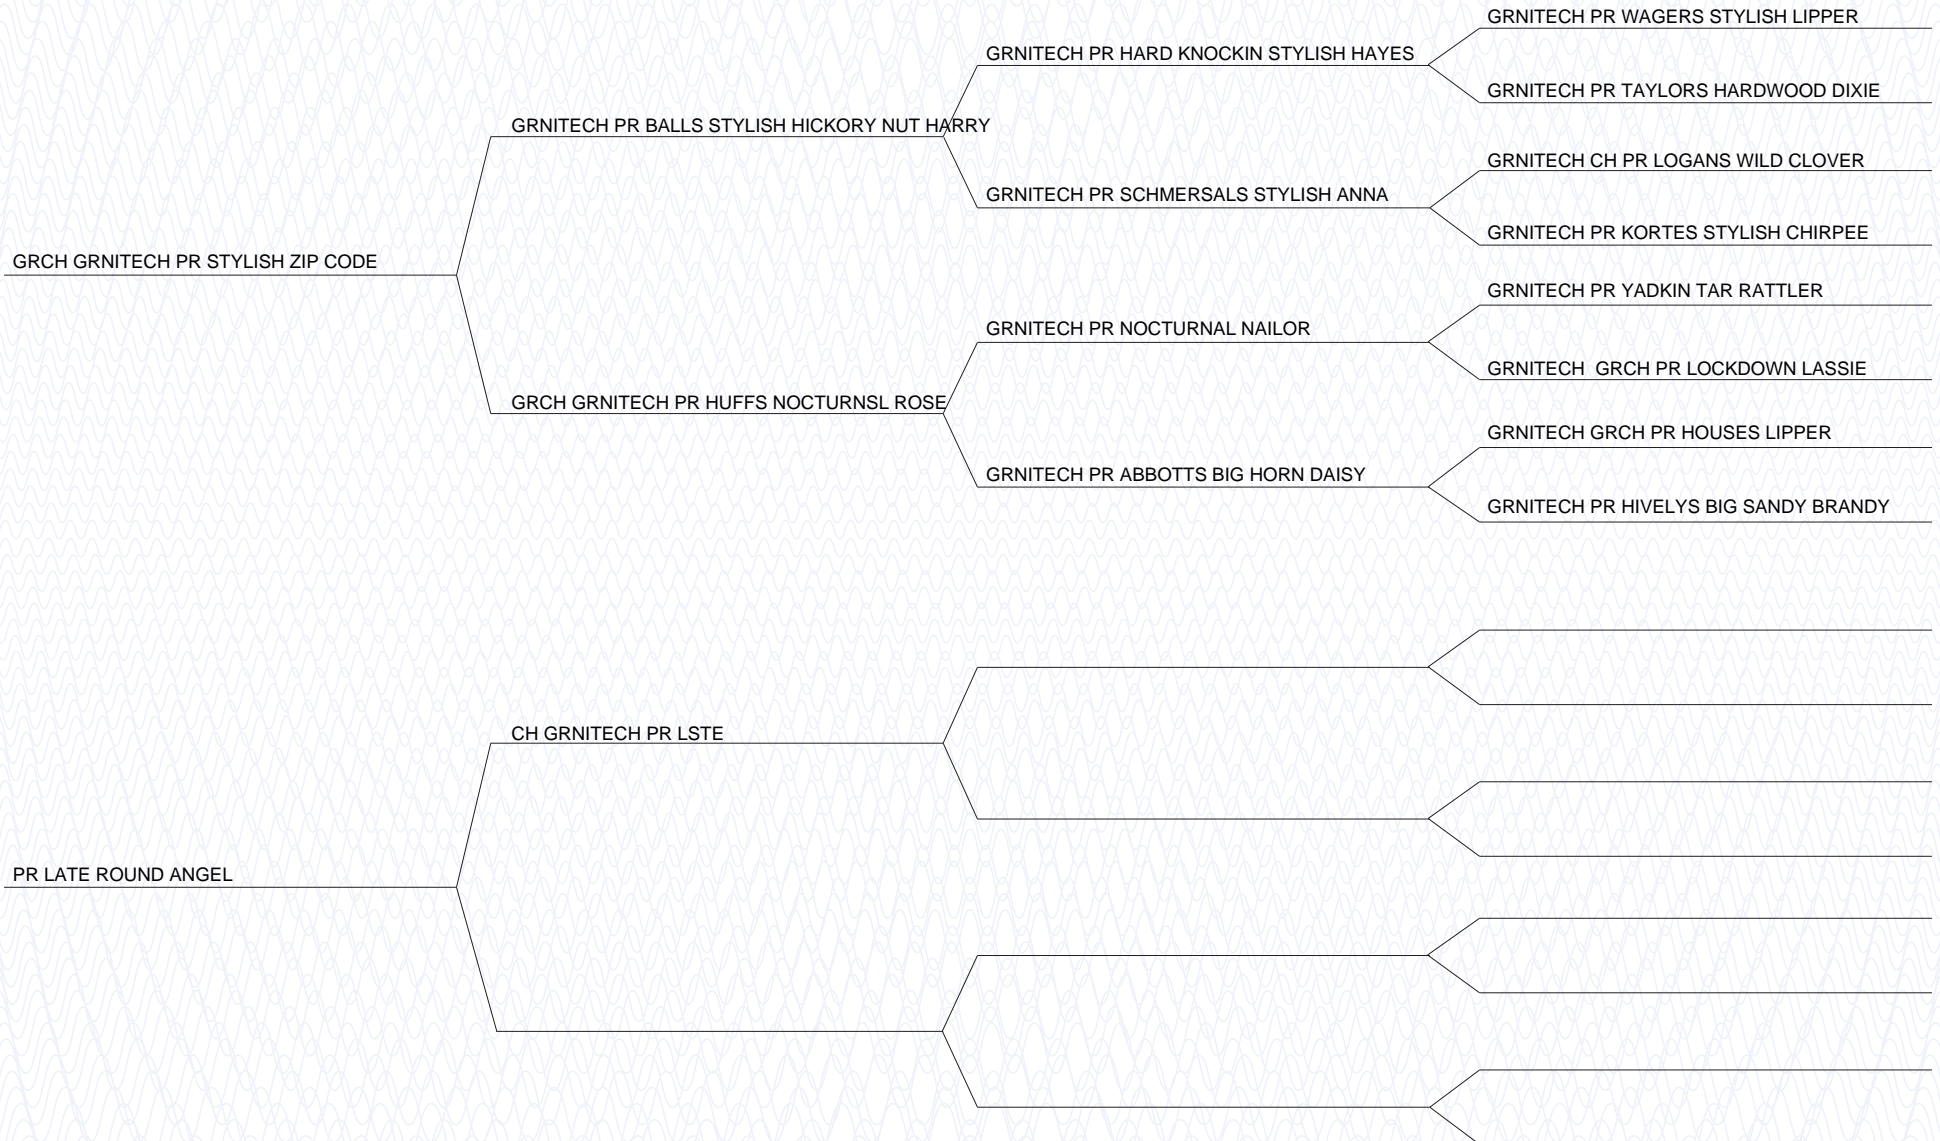 GRNITECH PR WAGERS STYLISH LIPPER
GRNITECH PR HARD KNOCKIN STYLISH HAYES
GRNITECH PR TAYLORS HARDWOOD DIXIE
GRNITECH PR BALLS STYLISH HICKORY NUT HARRY
GRNITECH CH PR LOGANS WILD CLOVER
GRNITECH PR SCHMERSALS STYLISH ANNA
GRNITECH PR KORTES STYLISH CHIRPEE
GRCH GRNITECH PR STYLISH ZIP CODE
GRNITECH PR YADKIN TAR RATTLER
GRNITECH PR NOCTURNAL NAILOR
GRNITECH  GRCH PR LOCKDOWN LASSIE
GRCH GRNITECH PR HUFFS NOCTURNSL ROSE
GRNITECH GRCH PR HOUSES LIPPER
GRNITECH PR ABBOTTS BIG HORN DAISY
GRNITECH PR HIVELYS BIG SANDY BRANDY
CH GRNITECH PR LSTE
PR LATE ROUND ANGEL